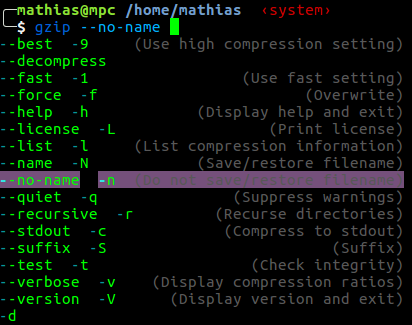 mathias@mpc /home/mathias ‹system›
$ gzip --no-name
--best -9 (Use high compression setting)
--decompress
--fast -1 (Use fast setting)
--force -f (Overwrite)
--help -h (Display help and exit)
--license -L (Print license)
--list -l (List compression information)
--name -N (Save/restore filename)
--no-name -n (Do not save/restore filename)
--quiet -q (Suppress warnings)
--recursive -r (Recurse directories)
--stdout -c (Compress to stdout)
--suffix -S (Suffix)
--test -t (Check integrity)
--verbose -v (Display compression ratios)
--version -V (Display version and exit)
-d